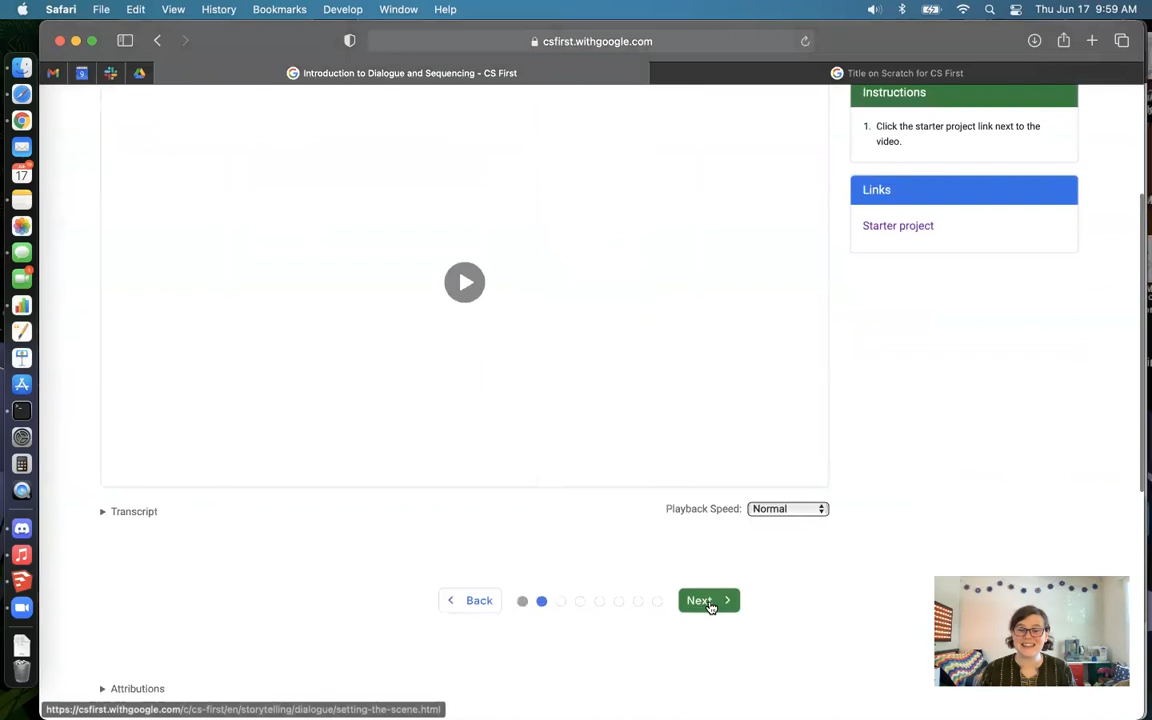 Safari File Edit View History Bookmarks Develop Window Help Thu Jun 17 9:59 AM
csfirst.withgoogle.com
Introduction to Dialogue and Sequencing - CS First
Title on Scratch for CS First
Instructions
1. Click the starter project link next to the
video.
Links
Starter project
17
Transcript
Playback Speed: Normal
Back
Next
Attributions
https://csfirst.withgoogle.com/c/cs-first/en/storytelling/dialogue/setting-the-scene.html